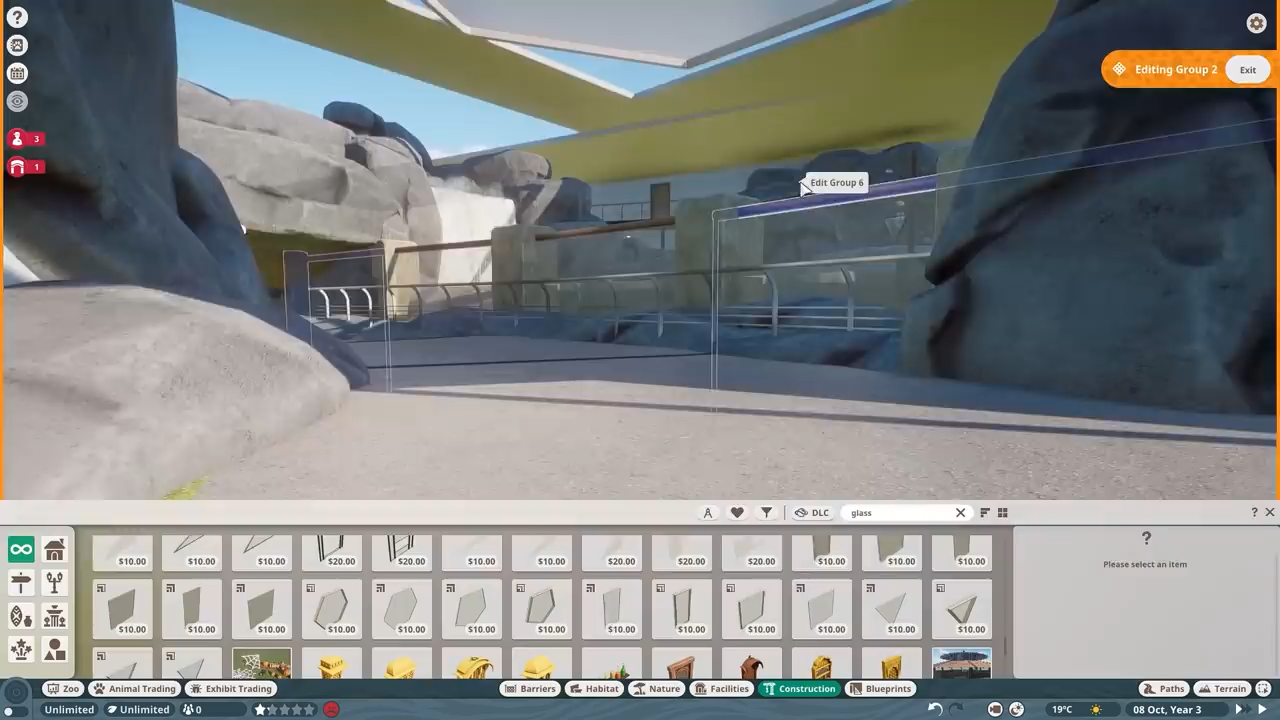 Editing Group 2
Exit
3
1
Edit Group 6
DLC
glass
$10.00 $10.00 $10.00 $20.00 $20.00 $10.00 $10.00 $20.00 $20.00 $20.00 $10.00 $10.00 $10.00
Please select an item
$10.00 $10.00 $10.00 $10.00 $10.00 $10.00 $10.00 $10.00 $10.00 $10.00 $10.00 $10.00 $10.00
Zoo Animal Trading Exhibit Trading Barriers Habitat Nature Facilities Construction Blueprints Paths Terrain
Unlimited Unlimited 0 19°C 08 Oct, Year 3